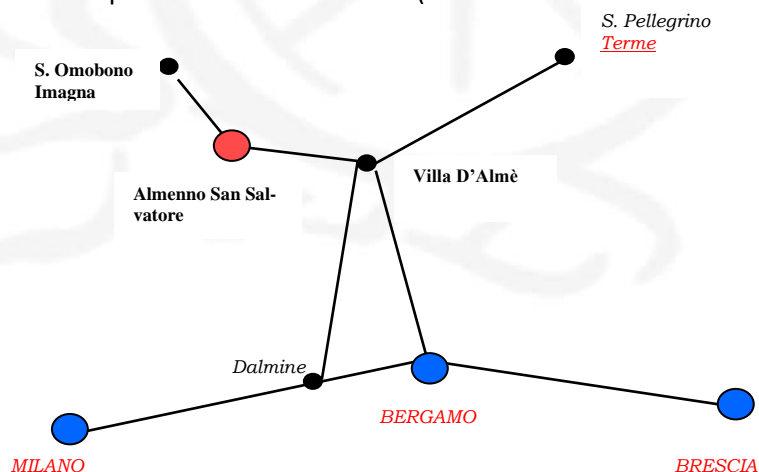 S. Pellegrino
Terme
S. Omobono
Imagna
Villa D'Almè
Almenno San Sal-
vatore
Dalmine
BERGAMO
MILANO
BRESCIA